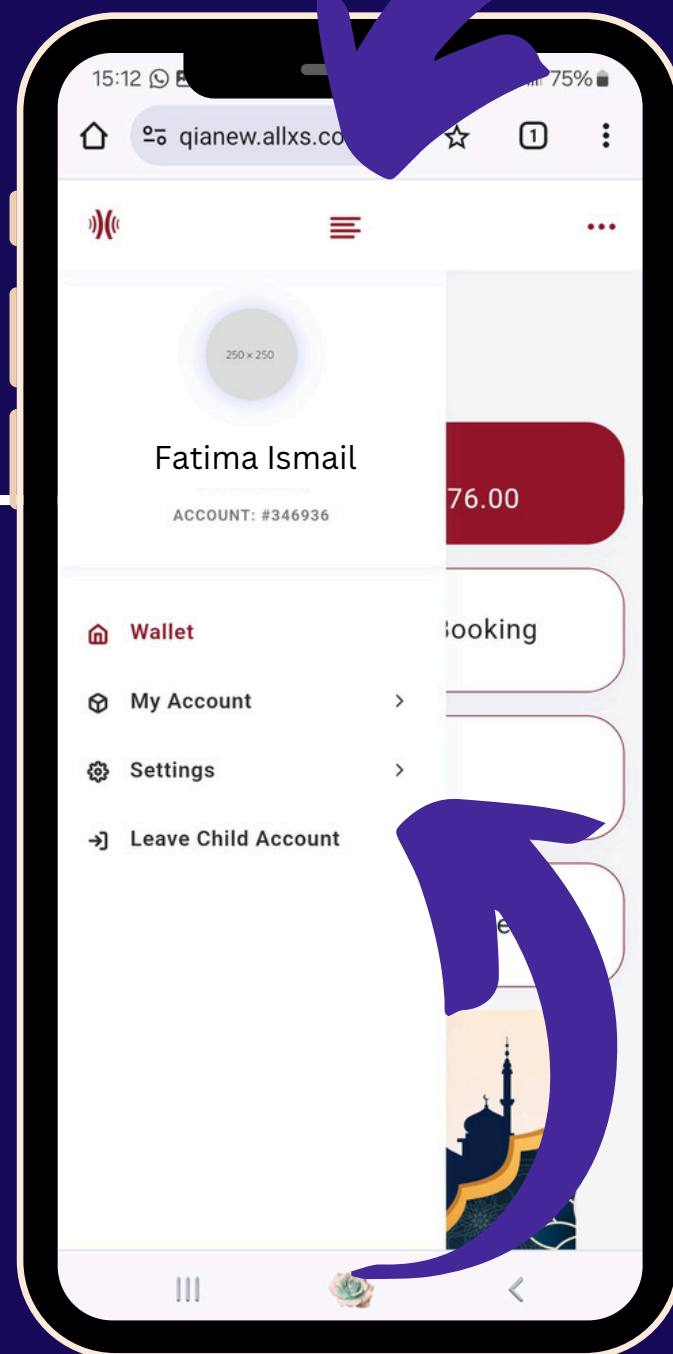 15:12
75%
qianew.allxs.co
1
250 × 250
Fatima Ismail
ACCOUNT: #346936
76.00
Wallet
ooking
My Account
Settings
Leave Child Account
e